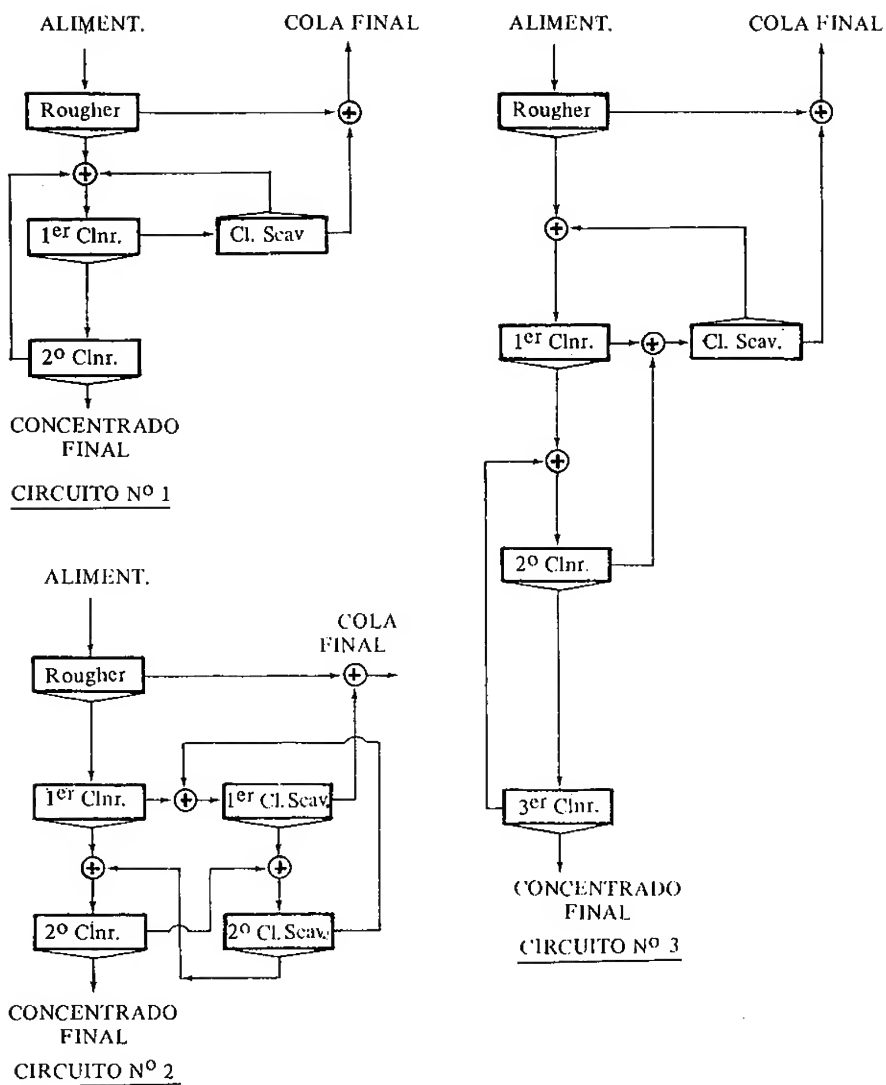 ALIMENT.
COLA FINAL
Rougher
1er Clnr.
Cl. Scav
2º Clnr.
CONCENTRADO
FINAL
CIRCUITO Nº 1
ALIMENT.
COLA
FINAL
Rougher
1er Clnr.
1er Cl. Scav.
2º Clnr.
2º Cl. Scav.
CONCENTRADO
FINAL
CIRCUITO Nº 2
ALIMENT.
COLA FINAL
Rougher
1er Clnr.
Cl. Scav.
2º Clnr.
3er Clnr.
CONCENTRADO
FINAL
CIRCUITO Nº 3